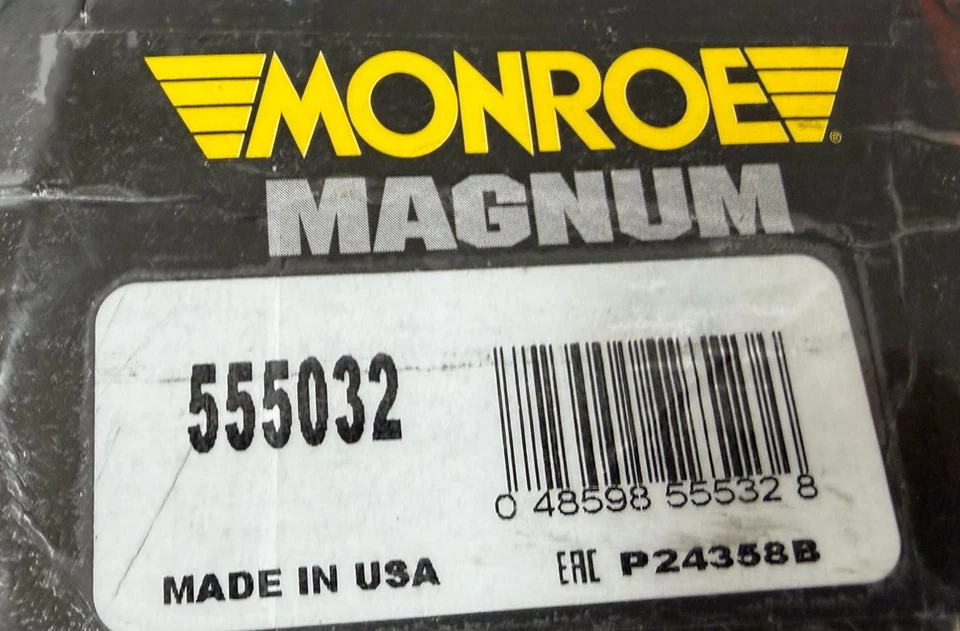 MONROE®
MAGNUM
555032
0 48598 55532 8
MADE IN USA
EAC P24358B